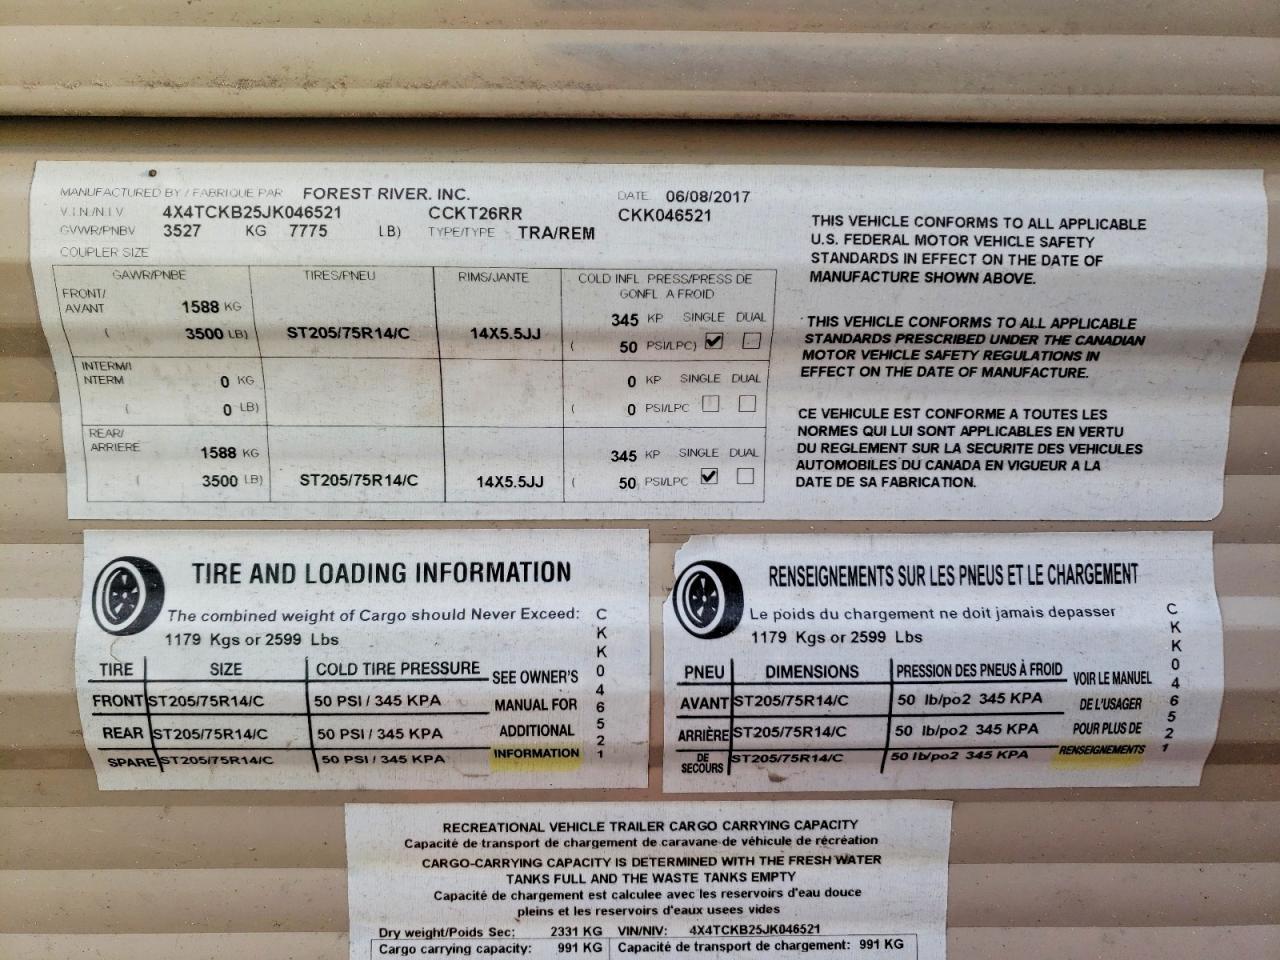 MANUFACTURED BY / FABRIQUE PAR FOREST RIVER. INC. DATE 06/08/2017
V.I.N./N.I.V 4X4TCKB25JK046521 CCKT26RR CKK046521
GVWR/PNBV 3527 KG 7775 LB) TYPE/TYPE TRA/REM
COUPLER SIZE
GAWR/PNBE TIRES/PNEU RIMS/JANTE COLD INFL PRESS/PRESS DE
GONFL A FROID
FRONT/
AVANT 1588 KG 345 KP SINGLE DUAL
( 3500 LB) ST205/75R14/C 14X5.5JJ ( 50 PSI/LPC)
INTERM/I
NTERM 0 KG 0 KP SINGLE DUAL
( 0 LB) ( 0 PSI/LPC
REAR/
ARRIERE 1588 KG 345 KP SINGLE DUAL
( 3500 LB) ST205/75R14/C 14X5.5JJ ( 50 PSI/LPC
THIS VEHICLE CONFORMS TO ALL APPLICABLE
U.S. FEDERAL MOTOR VEHICLE SAFETY
STANDARDS IN EFFECT ON THE DATE OF
MANUFACTURE SHOWN ABOVE.
THIS VEHICLE CONFORMS TO ALL APPLICABLE
STANDARDS PRESCRIBED UNDER THE CANADIAN
MOTOR VEHICLE SAFETY REGULATIONS IN
EFFECT ON THE DATE OF MANUFACTURE.
CE VEHICULE EST CONFORME A TOUTES LES
NORMES QUI LUI SONT APPLICABLES EN VERTU
DU REGLEMENT SUR LA SECURITE DES VEHICULES
AUTOMOBILES DU CANADA EN VIGUEUR A LA
DATE DE SA FABRICATION.
TIRE AND LOADING INFORMATION
The combined weight of Cargo should Never Exceed:
1179 Kgs or 2599 Lbs
TIRE SIZE COLD TIRE PRESSURE SEE OWNER'S
FRONT ST205/75R14/C 50 PSI / 345 KPA MANUAL FOR
REAR ST205/75R14/C 50 PSI / 345 KPA ADDITIONAL
SPARE ST205/75R14/C 50 PSI / 345 KPA INFORMATION
CKK046521
RENSEIGNEMENTS SUR LES PNEUS ET LE CHARGEMENT
Le poids du chargement ne doit jamais depasser
1179 Kgs or 2599 Lbs
PNEU DIMENSIONS PRESSION DES PNEUS À FROID VOIR LE MANUEL
AVANT ST205/75R14/C 50 lb/po2 345 KPA DE L'USAGER
ARRIÈRE ST205/75R14/C 50 lb/po2 345 KPA POUR PLUS DE
DE
SECOURS ST205/75R14/C 50 lb/po2 345 KPA RENSEIGNEMENTS
CKK046521
RECREATIONAL VEHICLE TRAILER CARGO CARRYING CAPACITY
Capacité de transport de chargement de caravane de véhicule de récréation
CARGO-CARRYING CAPACITY IS DETERMINED WITH THE FRESH WATER
TANKS FULL AND THE WASTE TANKS EMPTY
Capacité de chargement est calculee avec les reservoirs d'eau douce
pleins et les reservoirs d'eaux usees vides
Dry weight/Poids Sec: 2331 KG VIN/NIV: 4X4TCKB25JK046521
Cargo carrying capacity: 991 KG Capacité de transport de chargement: 991 KG